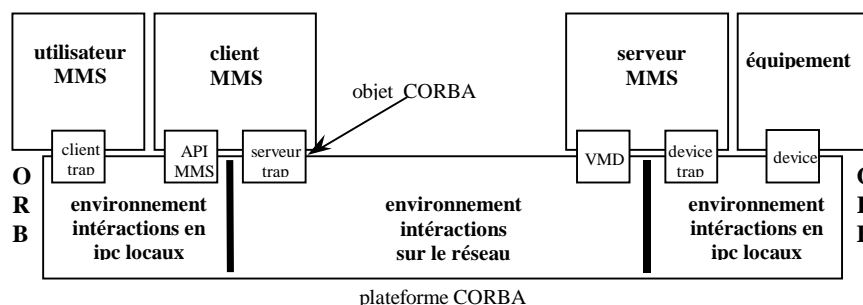 utilisateur
MMS
client
MMS
serveur
MMS
équipement
objet CORBA
client
trap
API
MMS
serveur
trap
VMD
device
trap
device
O
R
B
environnement
intéractions en
ipc locaux
environnement
intéractions
sur le réseau
environnement
intéractions en
ipc locaux
plateforme CORBA